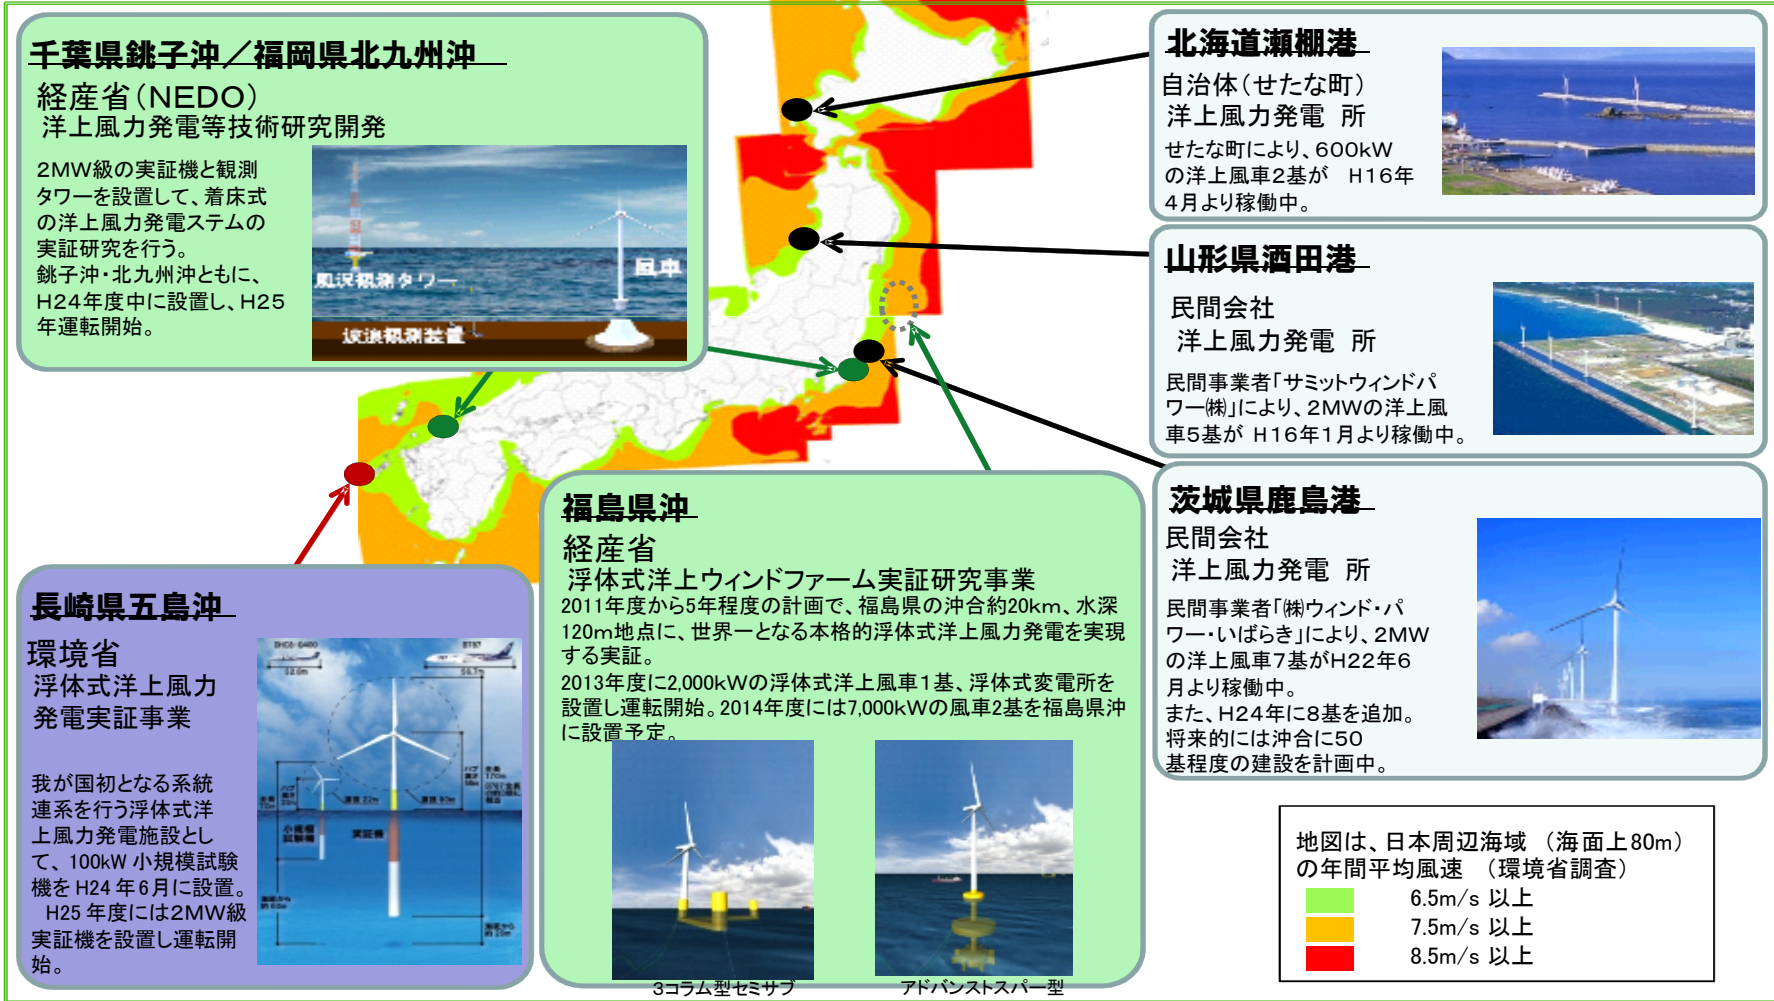 千葉県銚子沖／福岡県北九州沖
経産省（NEDO）
洋上風力発電等技術研究開発
2MW級の実証機と観測
タワーを設置して、着床式
の洋上風力発電ステムの
実証研究を行う。
銚子沖・北九州沖ともに、
H24年度中に設置し、H25
年運転開始。
風況観測タワー
風車
波浪観測装置
北海道瀬棚港
自治体（せたな町）
洋上風力発電 所
せたな町により、600kW
の洋上風車2基が　H16年
4月より稼働中。
山形県酒田港
民間会社
洋上風力発電 所
民間事業者「サミットウィンドパ
ワー㈱」により、2MWの洋上風
車5基が H16年1月より稼働中。
茨城県鹿島港
民間会社
洋上風力発電 所
民間事業者「㈱ウィンド・パ
ワー・いばらき」により、2MW
の洋上風車7基がH22年6
月より稼働中。
また、H24年に8基を追加。
将来的には沖合に50
基程度の建設を計画中。
福島県沖
経産省
浮体式洋上ウィンドファーム実証研究事業
2011年度から5年程度の計画で、福島県の沖合約20km、水深
120m地点に、世界一となる本格的浮体式洋上風力発電を実現
する実証。
2013年度に2,000kWの浮体式洋上風車１基、浮体式変電所を
設置し運転開始。2014年度には7,000kWの風車2基を福島県沖
に設置予定。
3コラム型セミサブ
アドバンストスパー型
長崎県五島沖
環境省
浮体式洋上風力
発電実証事業
我が国初となる系統
連系を行う浮体式洋
上風力発電施設とし
て、100kW 小規模試験
機を H24 年 6月に設置。
H25 年度には2MW級
実証機を設置し運転開
始。
DHC8-Q400
B787
小規模
試験機
実証機
直径 22m
地図は、日本周辺海域 （海面上80m）
の年間平均風速 （環境省調査）
6.5m/s 以上
7.5m/s 以上
8.5m/s 以上